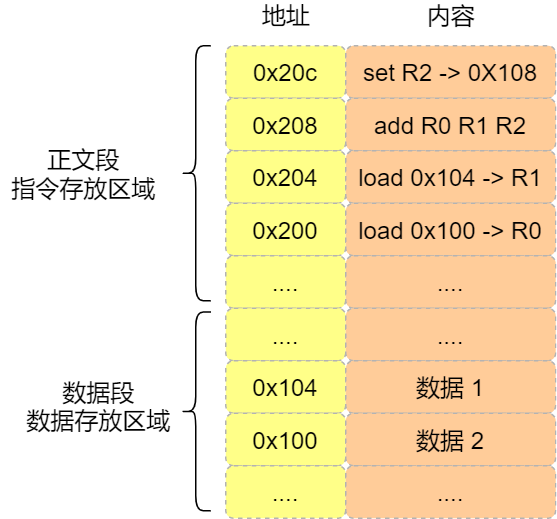 地址 内容
0x20c set R2 -> 0X108
正文段
指令存放区域
0x208 add R0 R1 R2
0x204 load 0x104 -> R1
0x200 load 0x100 -> R0
.... ....
.... ....
数据段
数据存放区域
0x104 数据 1
0x100 数据 2
.... ....